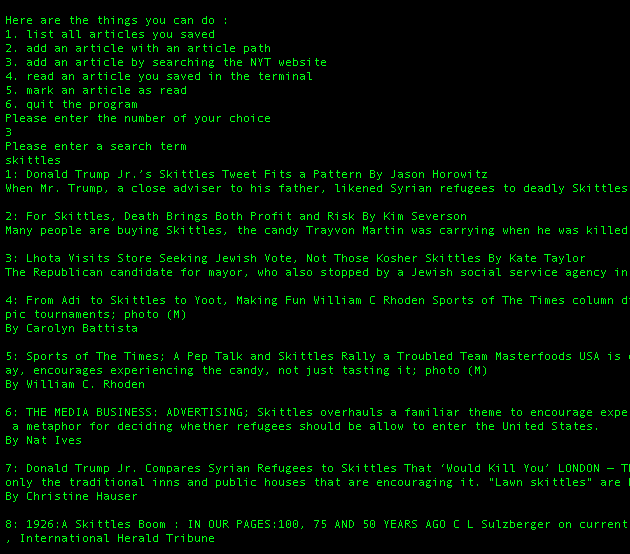 Here are the things you can do :
1. list all articles you saved
2. add an article with an article path
3. add an article by searching the NYT website
4. read an article you saved in the terminal
5. mark an article as read
6. quit the program
Please enter the number of your choice
3
Please enter a search term
skittles
1: Donald Trump Jr.'s Skittles Tweet Fits a Pattern By Jason Horowitz
When Mr. Trump, a close adviser to his father, likened Syrian refugees to deadly Skittles
2: For Skittles, Death Brings Both Profit and Risk By Kim Severson
Many people are buying Skittles, the candy Trayvon Martin was carrying when he was killed
3: Lhota Visits Store Seeking Jewish Vote, Not Those Kosher Skittles By Kate Taylor
The Republican candidate for mayor, who also stopped by a Jewish social service agency in
4: From Adi to Skittles to Yoot, Making Fun William C Rhoden Sports of The Times column
pic tournaments; photo (M)
By Carolyn Battista
5: Sports of The Times; A Pep Talk and Skittles Rally a Troubled Team Masterfoods USA is
ay, encourages experiencing the candy, not just tasting it; photo (M)
By William C. Rhoden
6: THE MEDIA BUSINESS: ADVERTISING; Skittles overhauls a familiar theme to encourage expe
a metaphor for deciding whether refugees should be allow to enter the United States.
By Nat Ives
7: Donald Trump Jr. Compares Syrian Refugees to Skittles That ‘Would Kill You’ LONDON — T
only the traditional inns and public houses that are encouraging it. "Lawn skittles" are
By Christine Hauser
8: 1926:A Skittles Boom : IN OUR PAGES:100, 75 AND 50 YEARS AGO C L Sulzberger on current
, International Herald Tribune